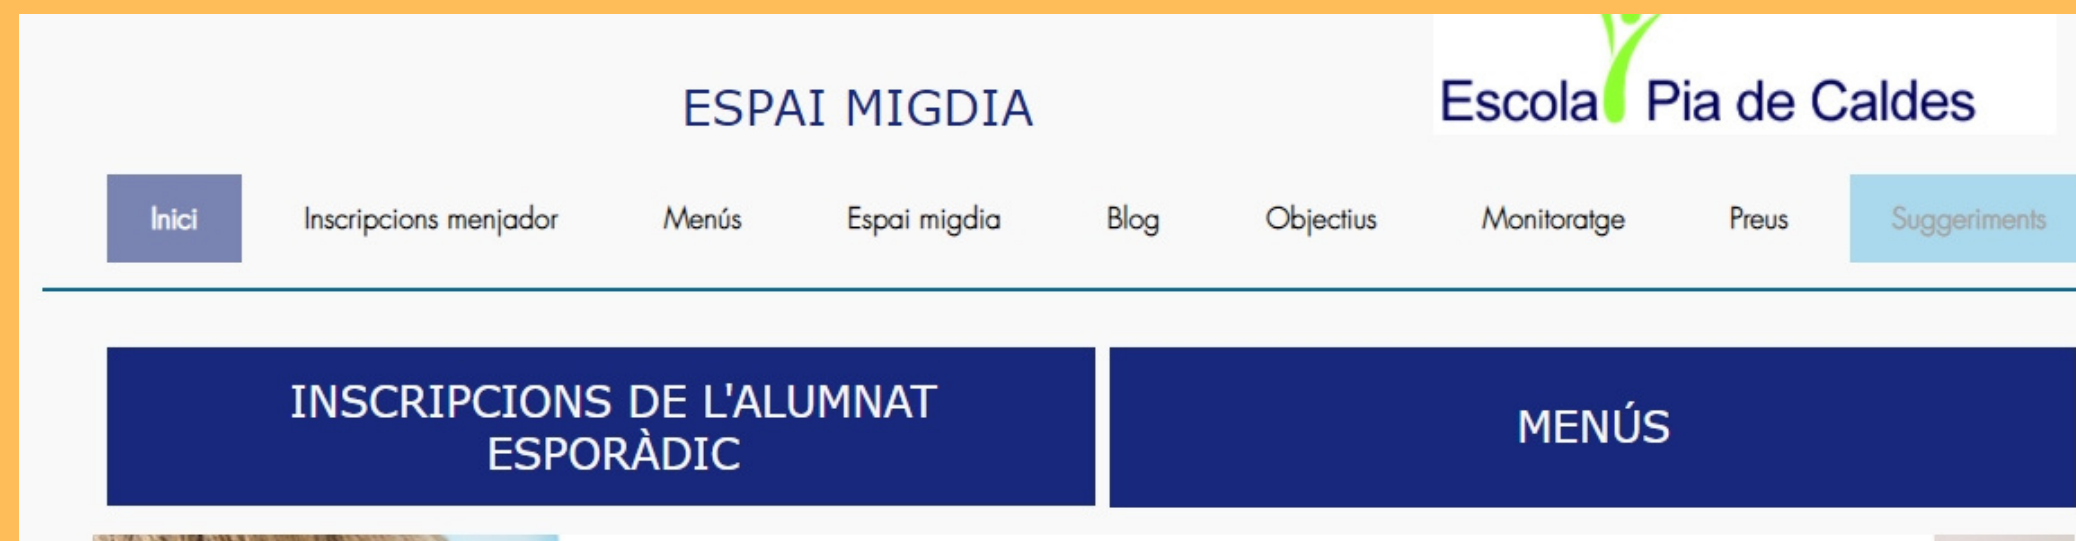 Escola Pia de Caldes
ESPAI MIGDIA
Inici Inscripcions menjador Menús Espai migdia Blog Objectius Monitoratge Preus Suggeriments
INSCRIPCIONS DE L'ALUMNAT
ESPORÀDIC
MENÚS